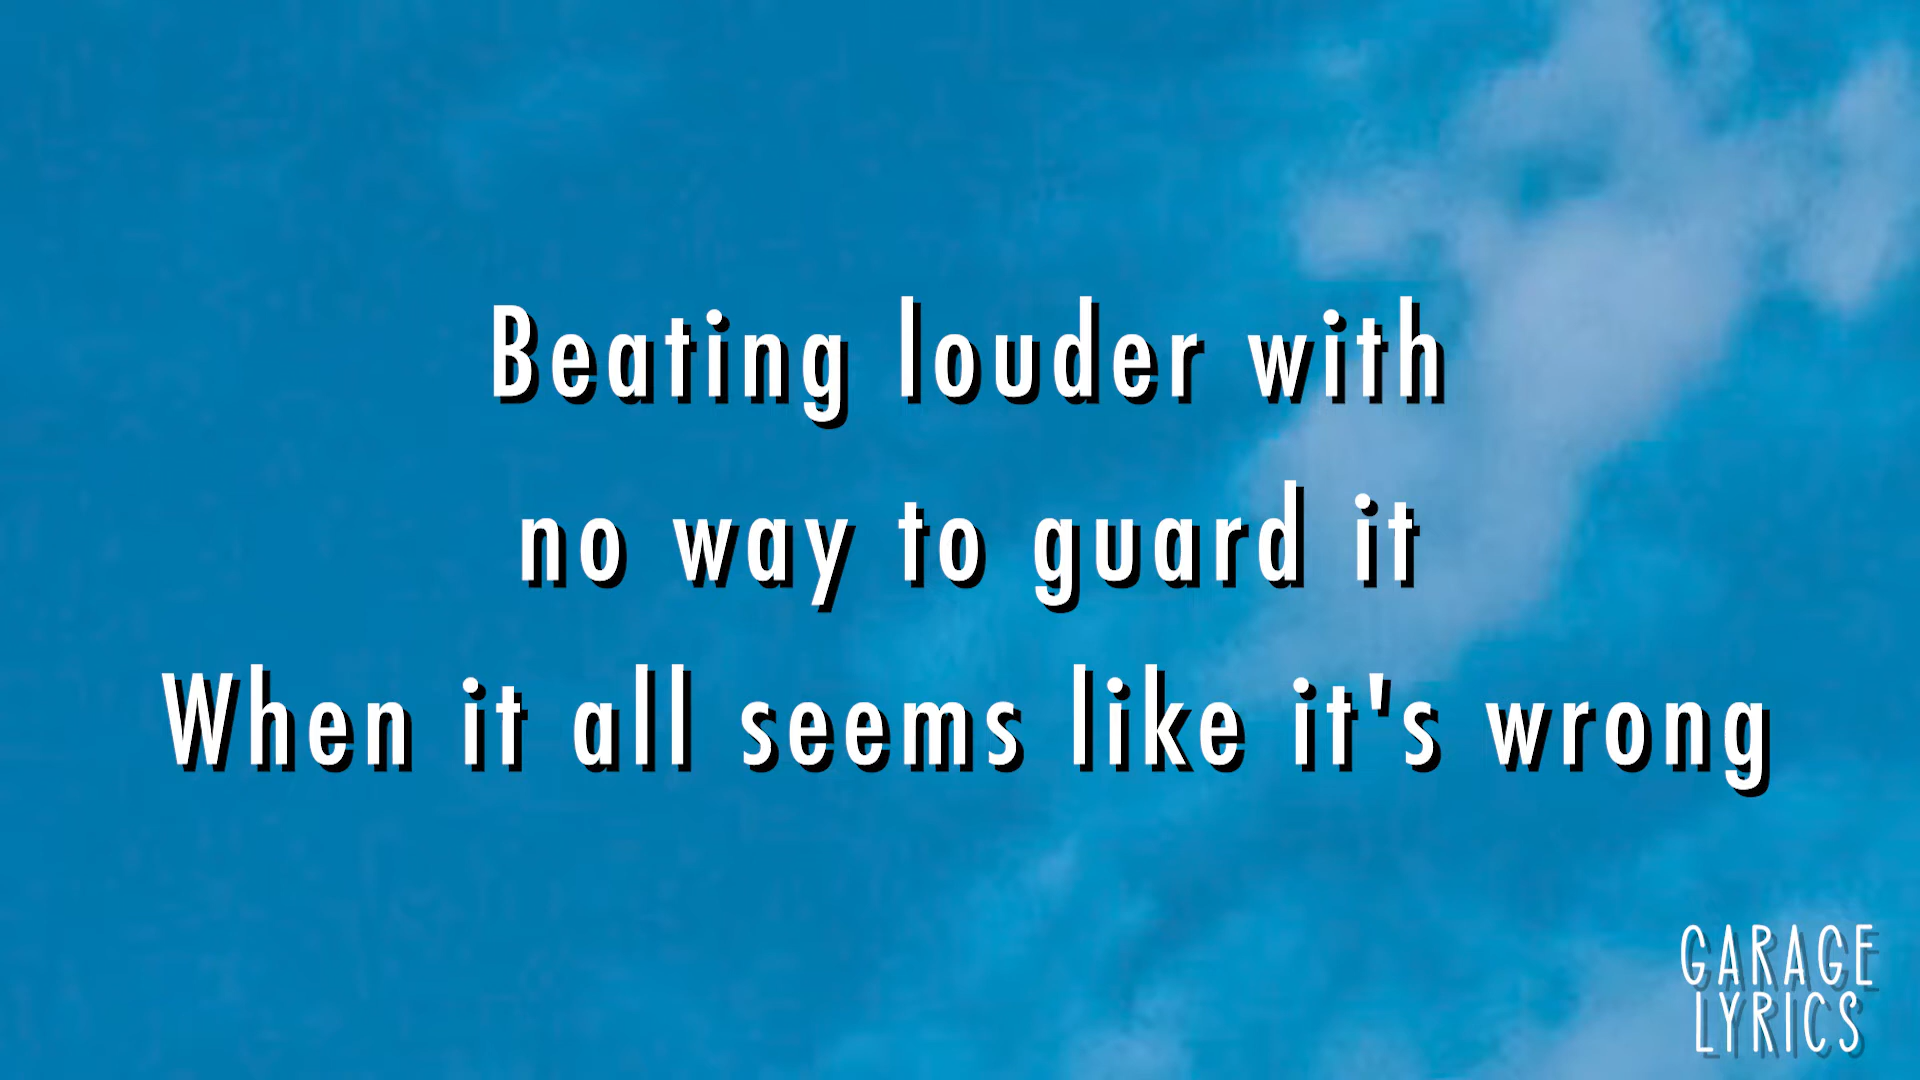 Beating louder with
no way to guard it
When it all seems like it's wrong
GARAGE
LYRICS